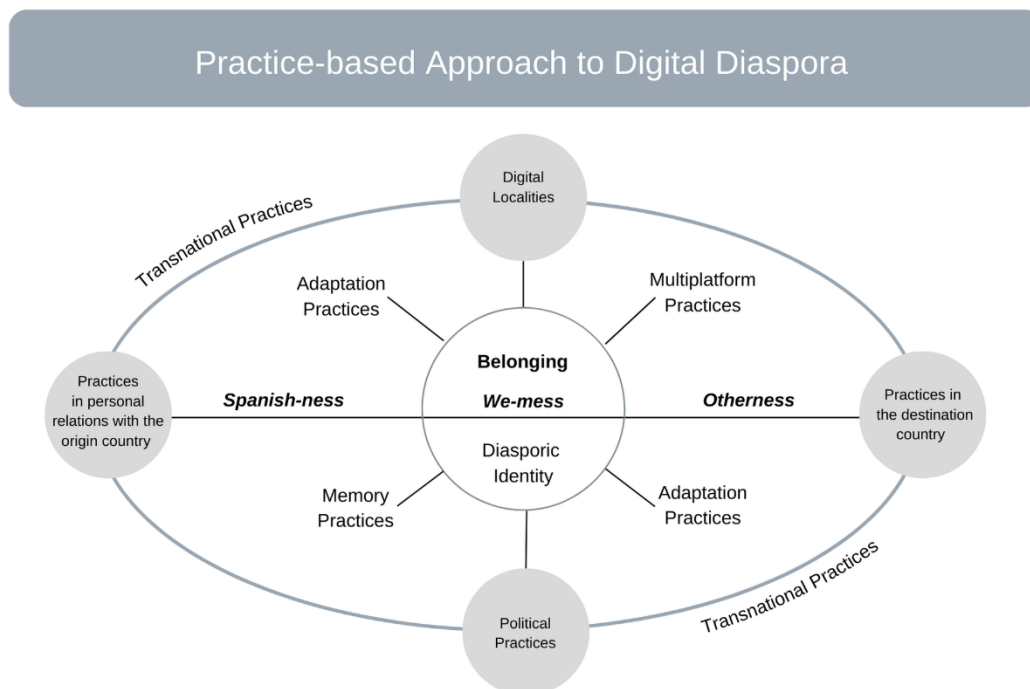 Practice-based Approach to Digital Diaspora
Digital
Localities
Transnational Practices
Adaptation
Practices
Multiplatform
Practices
Belonging
Practices
in personal
relations with the
origin country
Spanish-ness
We-mess
Otherness
Practices in
the destination
country
Diasporic
Identity
Memory
Practices
Adaptation
Practices
Political
Practices
Transnational Practices